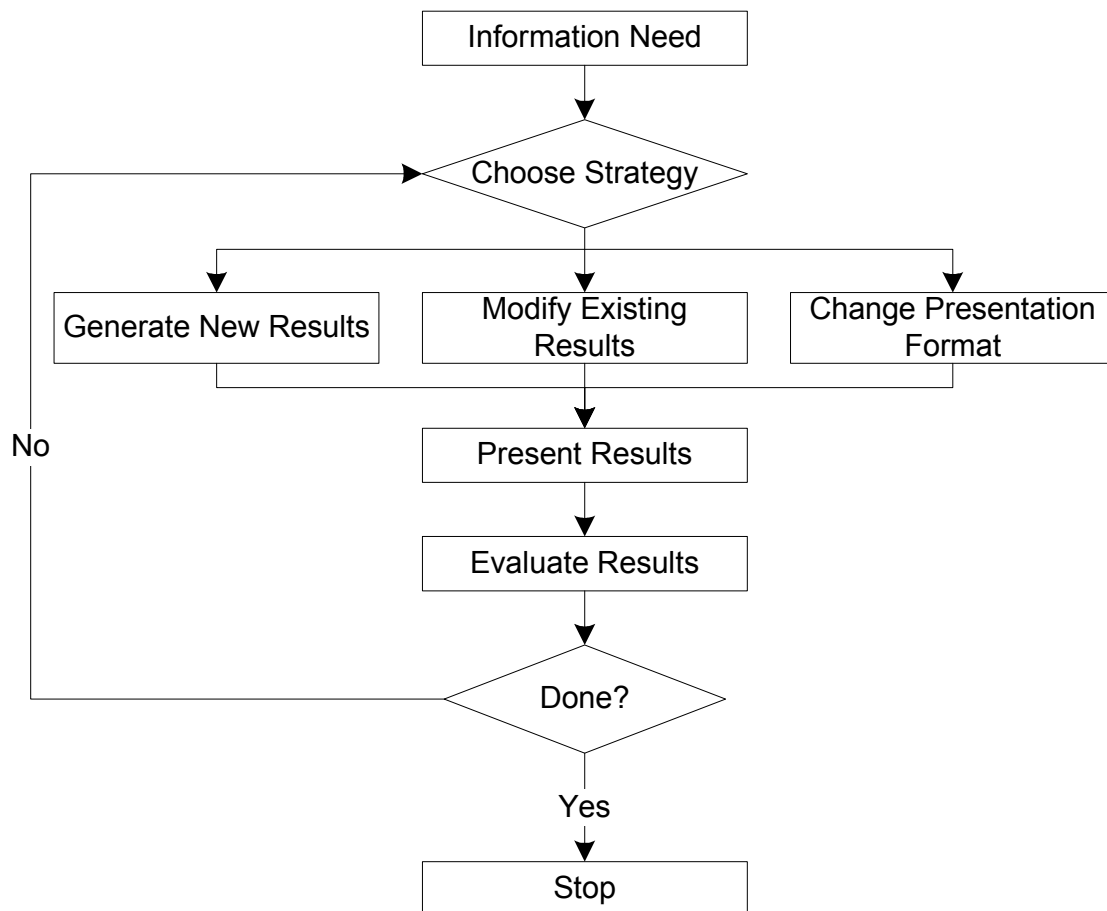 Information Need
Choose Strategy
Generate New Results
Modify Existing
Results
Change Presentation
Format
No
Present Results
Evaluate Results
Done?
Yes
Stop